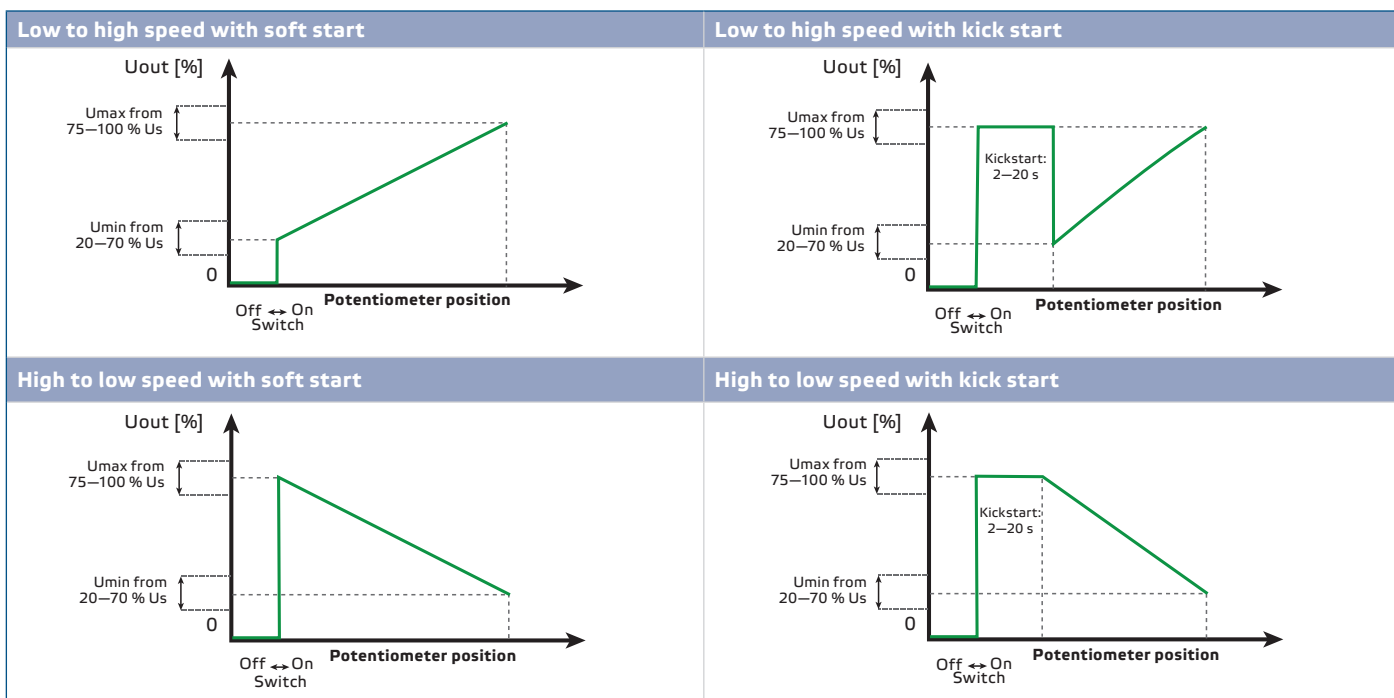 Low to high speed with soft start
Uout [%]
Umax from
75—100 % Us
Umin from
20—70 % Us
0
Potentiometer position
Off ↔ On
Switch
Low to high speed with kick start
Uout [%]
Umax from
75—100 % Us
Kickstart:
2—20 s
Umin from
20—70 % Us
0
Potentiometer position
Off ↔ On
Switch
High to low speed with soft start
Uout [%]
Umax from
75—100 % Us
Umin from
20—70 % Us
0
Potentiometer position
Off ↔ On
Switch
High to low speed with kick start
Uout [%]
Umax from
75—100 % Us
Kickstart:
2—20 s
Umin from
20—70 % Us
0
Potentiometer position
Off ↔ On
Switch